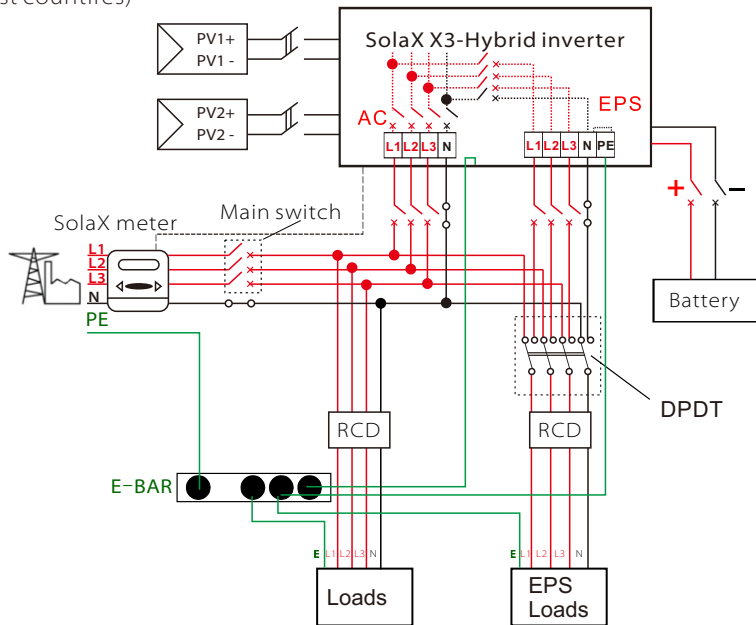 st countires)
PV1+
PV1 -
PV2+
PV2 -
SolaX X3-Hybrid inverter
AC
EPS
L1 L2 L3 N
L1 L2 L3 N PE
SolaX meter
Main switch
+ −
L1
L2
L3
N
PE
Battery
DPDT
RCD
RCD
E-BAR
E L1 L2 L3 N
E L1 L2 L3 N
Loads
EPS
Loads